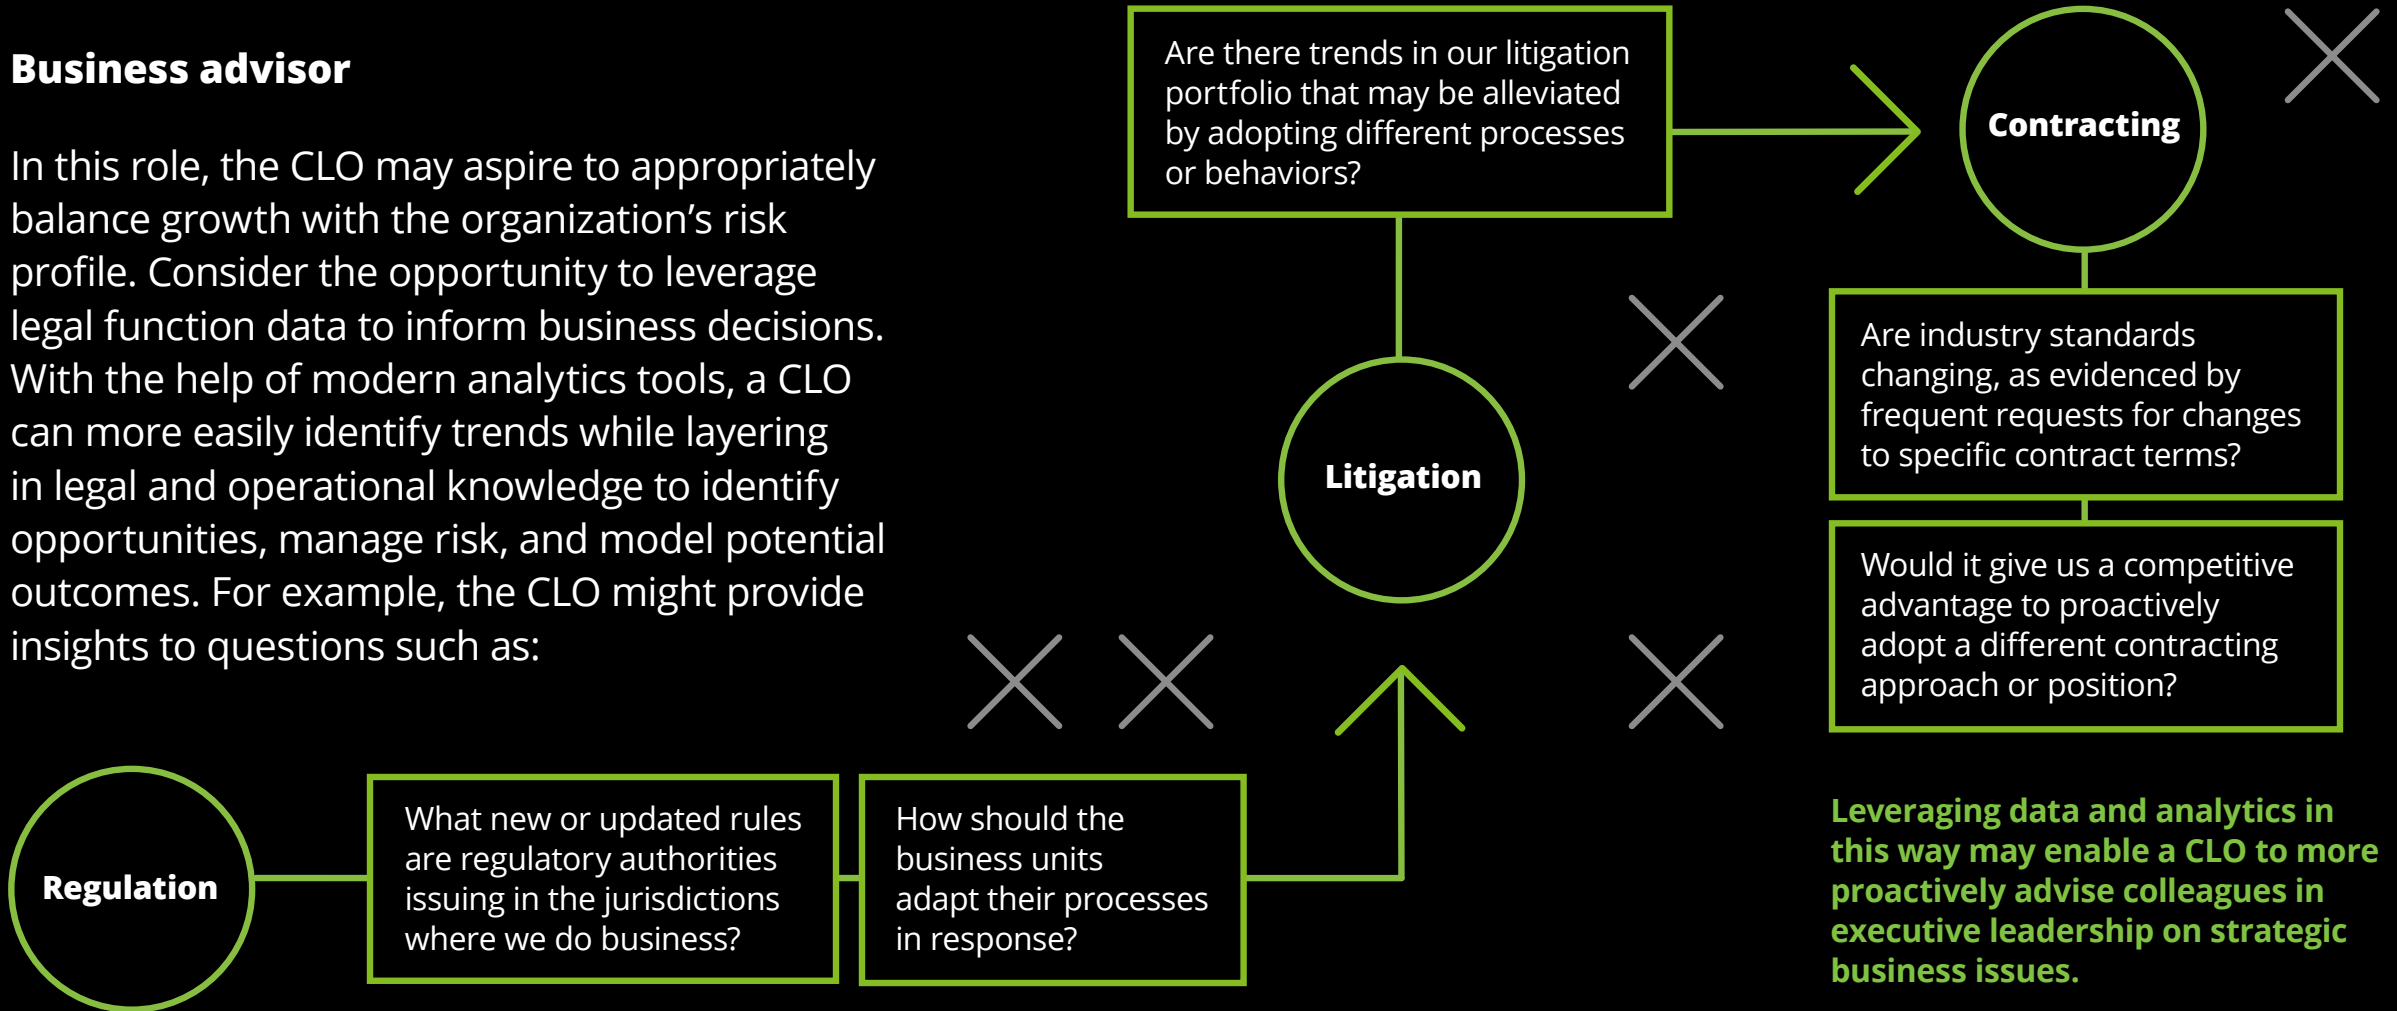 Business advisor
In this role, the CLO may aspire to appropriately
balance growth with the organization’s risk
profile. Consider the opportunity to leverage
legal function data to inform business decisions.
With the help of modern analytics tools, a CLO
can more easily identify trends while layering
in legal and operational knowledge to identify
opportunities, manage risk, and model potential
outcomes. For example, the CLO might provide
insights to questions such as:
Regulation
What new or updated rules
are regulatory authorities
issuing in the jurisdictions
where we do business?
How should the
business units
adapt their processes
in response?
Litigation
Are there trends in our litigation
portfolio that may be alleviated
by adopting different processes
or behaviors?
Contracting
Are industry standards
changing, as evidenced by
frequent requests for changes
to specific contract terms?
Would it give us a competitive
advantage to proactively
adopt a different contracting
approach or position?
Leveraging data and analytics in
this way may enable a CLO to more
proactively advise colleagues in
executive leadership on strategic
business issues.